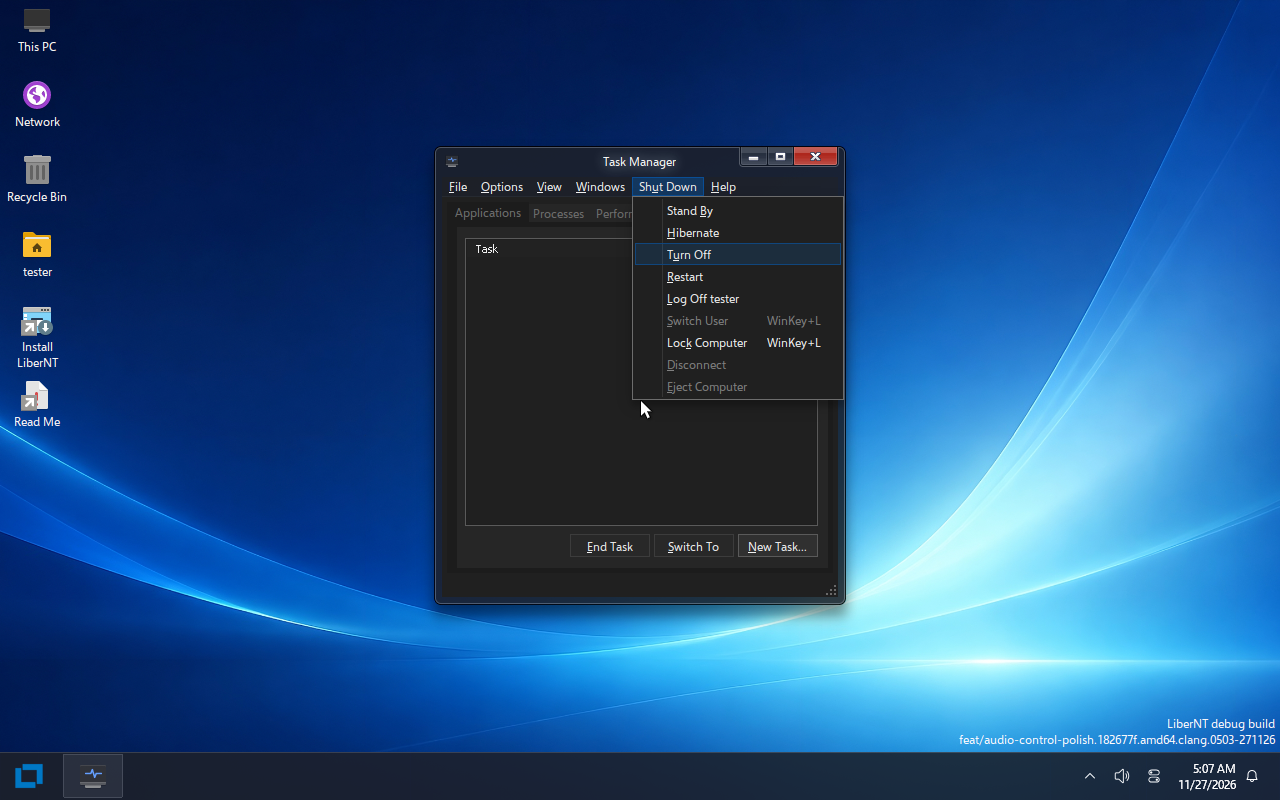 This PC
Network
Recycle Bin
tester
Install
LiberNT
Read Me
Task Manager
File Options View Windows Shut Down Help
Applications Processes
Task
Stand By
Hibernate
Turn Off
Restart
Log Off tester
Switch User WinKey+L
Lock Computer WinKey+L
Disconnect
Eject Computer
End Task Switch To New Task...
LiberNT debug build
feat/audio-control-polish.182677f.amd64.clang.0503-271126
5:07 AM
11/27/2026